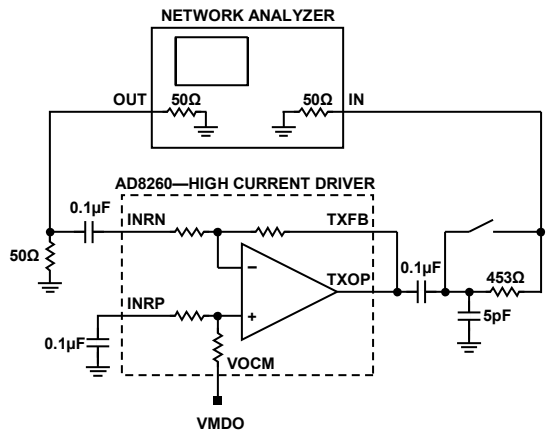 NETWORK ANALYZER
OUT
50Ω
50Ω
IN
AD8260—HIGH CURRENT DRIVER
0.1µF
INRN
TXFB
50Ω
TXOP
0.1µF
453Ω
INRP
5pF
0.1µF
VOCM
VMDO